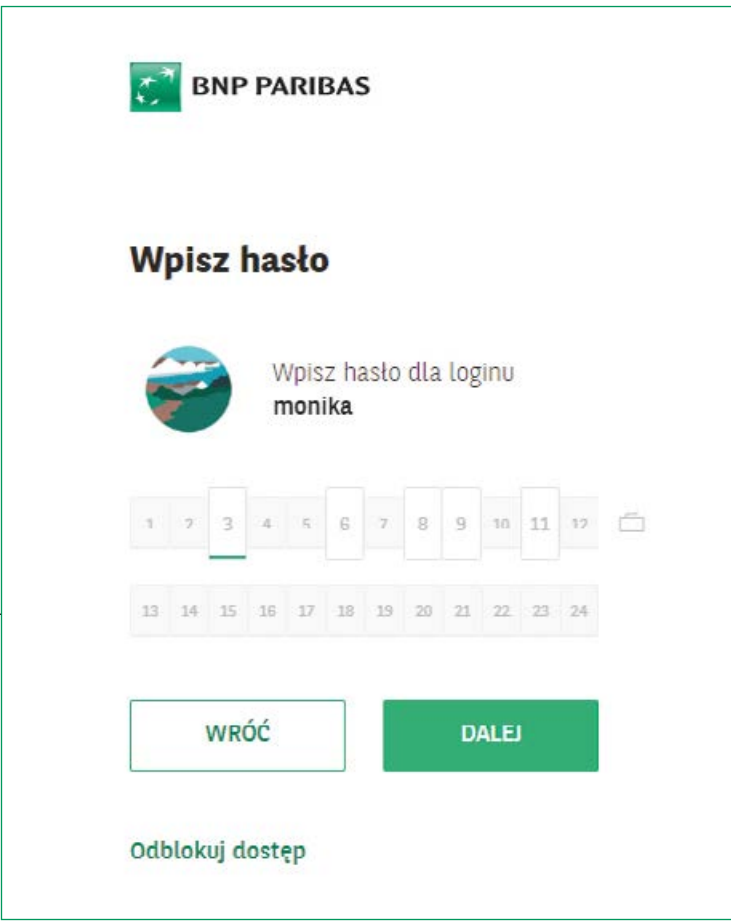 BNP PARIBAS
Wpisz hasło
Wpisz hasło dla loginu
monika
1 2 3 4 5 6 7 8 9 10 11 12
13 14 15 16 17 18 19 20 21 22 23 24
WRÓĆ DALEJ
Odblokuj dostęp